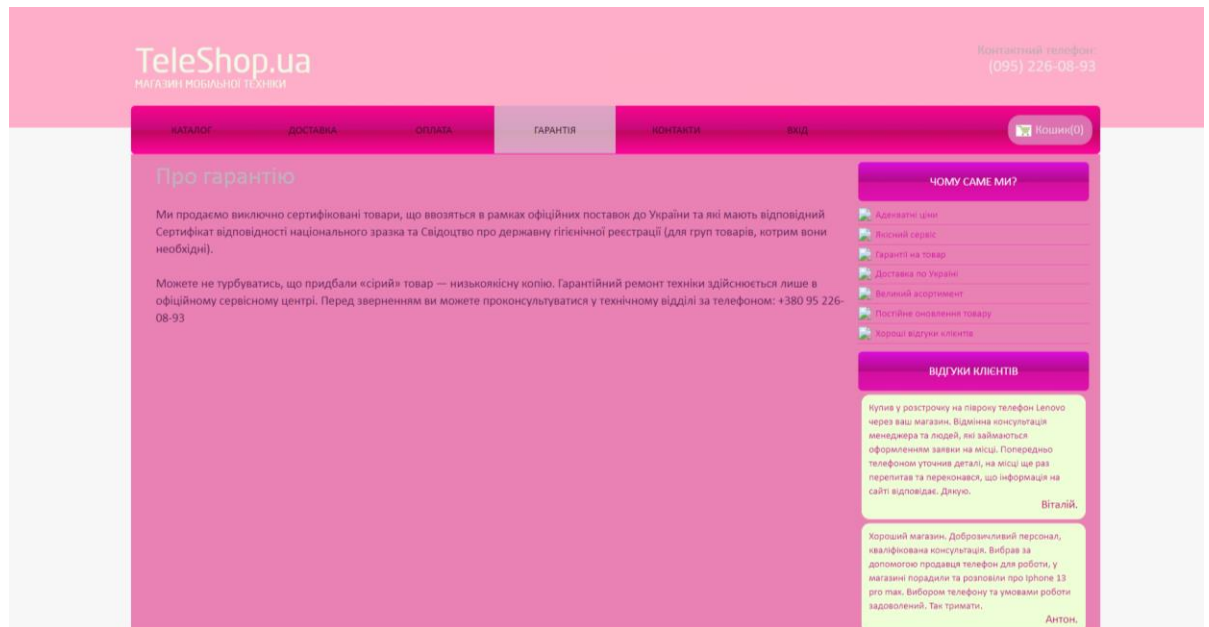 TeleShop.ua
МАГАЗИН МОБІЛЬНОЇ ТЕХНІКИ
Контактний телефон:
(095) 226-08-93
КАТАЛОГ
ДОСТАВКА
ОПЛАТА
ГАРАНТІЯ
КОНТАКТИ
ВХІД
Кошик(0)
Про гарантію
Ми продаємо виключно сертифіковані товари, що ввозяться в рамках офіційних поставок до України та які мають відповідний
Сертифікат відповідності національного зразка та Свідоцтво про державну гігієнічної реєстрації (для груп товарів, котрим вони
необхідні).
Можете не турбуватись, що придбали «сірий» товар — низькоякісну копію. Гарантійний ремонт техніки здійснюється лише в
офіційному сервісному центрі. Перед зверненням ви можете проконсультуватися у технічному відділі за телефоном: +380 95 226-
08-93
ЧОМУ САМЕ МИ?
Адекватні ціни
Якісний сервіс
Гарантії на товар
Доставка по Україні
Великий асортимент
Постійне оновлення товару
Хороші відгуки клієнтів
ВІДГУКИ КЛІЄНТІВ
Купив у розстрочку на півроку телефон Lenovo
через ваш магазин. Відмінна консультація
менеджера та людей, які займаються
оформленням заявки на місці. Попередньо
телефоном уточнив деталі, на місці ще раз
перепитав та переконався, що інформація на
сайті відповідає. Дякую.
Віталій.
Хороший магазин. Доброзичливий персонал,
кваліфікована консультація. Вибрав за
допомогою продавця телефон для роботи, у
магазині порадили та розповіли про Iphone 13
pro max. Вибором телефону та умовами роботи
задоволений. Так тримати.
Антон.